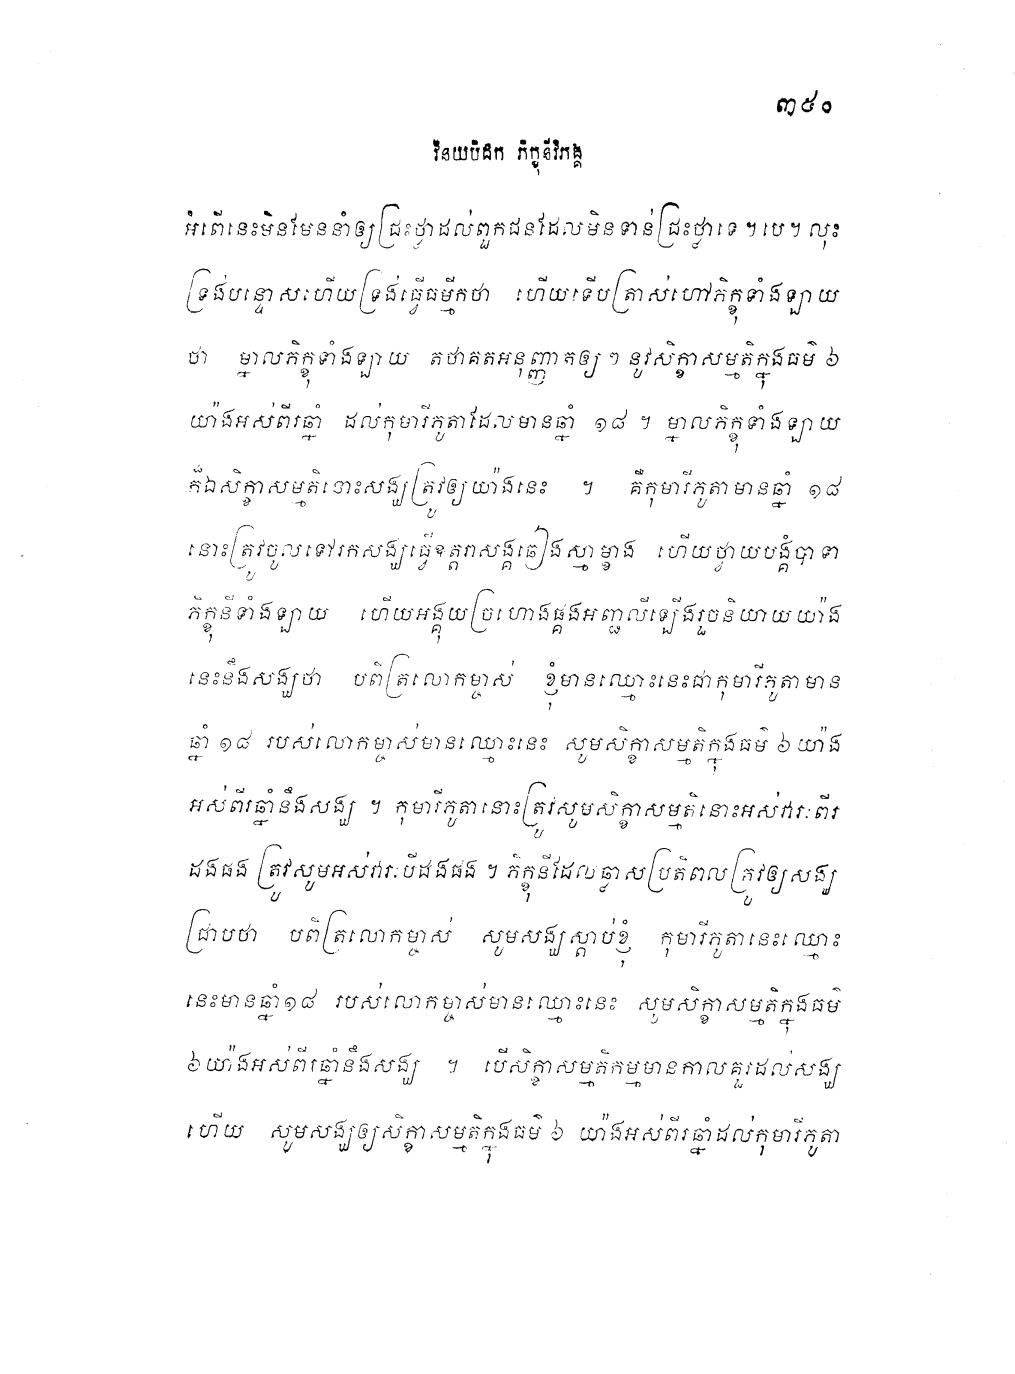 ៣៥០
វិនយបិដក ភិក្ខុនីវិភង្គ
អំពើនេះមិនមែននាំឲ្យជ្រះថ្លាដល់ពួកជនដែលមិនទាន់ជ្រះថ្លាទេ ។ បេ ។ លុះ
ទ្រង់បន្ទោសហើយទ្រង់ធ្វើធម្មីកថា ហើយទើបត្រាស់ហៅភិក្ខុទាំងឡាយ
ថា ម្នាលភិក្ខុទាំងឡាយ តថាគតអនុញ្ញាតឲ្យ ៗ នូវសិក្ខាសម្មតិក្នុងធម៌ ៦
យ៉ាងអស់ពីរឆ្នាំ ដល់កុមារីភូតាដែលមានឆ្នាំ ១៨ ។ ម្នាលភិក្ខុទាំងឡាយ
ក៏ឯសិក្ខាសម្មតិនោះសង្ឃត្រូវឲ្យយ៉ាងនេះ ។ គឺកុមារីភូតាមានឆ្នាំ ១៨
នោះត្រូវចូលទៅរកសង្ឃធ្វើឧត្តរាសង្គឆៀងស្មាម្ខាង ហើយថ្វាយបង្គំបាទា
ភិក្ខុនីទាំងឡាយ ហើយអង្គុយច្រហោងផ្គងអញ្ជលីឡើងរួចនិយាយយ៉ាង
នេះនឹងសង្ឃថា បពិត្រលោកម្ចាស់ ខ្ញុំមានឈ្មោះនេះជាកុមារីភូតាមាន
ឆ្នាំ ១៨ របស់លោកម្ចាស់មានឈ្មោះនេះ សូមសិក្ខាសម្មតិក្នុងធម៌ ៦ យ៉ាង
អស់ពីរឆ្នាំនឹងសង្ឃ ។ កុមារីភូតានោះត្រូវសូមសិក្ខាសម្មតិនោះអស់វារៈពីរ
ដងផង ត្រូវសូមអស់វារៈបីដងផង ។ ភិក្ខុនីដែលឆ្លាសប្រតិពលត្រូវឲ្យសង្ឃ
ជ្រាបថា បពិត្រលោកម្ចាស់ សូមសង្ឃស្តាប់ខ្ញុំ កុមារីភូតានេះឈ្មោះ
នេះមានឆ្នាំ១៨ របស់លោកម្ចាស់មានឈ្មោះនេះ សូមសិក្ខាសម្មតិក្នុងធម៌
៦យ៉ាងអស់ពីរឆ្នាំនឹងសង្ឃ ។ បើសិក្ខាសម្មតិកម្មមានកាលគួរដល់សង្ឃ
ហើយ សូមសង្ឃឲ្យសិក្ខាសម្មតិក្នុងធម៌ ៦ យ៉ាងអស់ពីរឆ្នាំដល់កុមារីភូតា